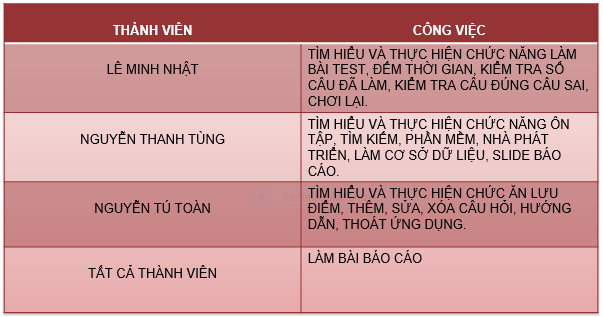 THÀNH VIÊN
CÔNG VIỆC
LÊ MINH NHẬT
TÌM HIỂU VÀ THỰC HIỆN CHỨC NĂNG LÀM
BÀI TEST, ĐẾM THỜI GIAN, KIỂM TRA SỐ
CÂU ĐÃ LÀM, KIỂM TRA CÂU ĐÚNG CÂU SAI,
CHƠI LẠI.
NGUYỄN THANH TÙNG
TÌM HIỂU VÀ THỰC HIỆN CHỨC NĂNG ÔN
TẬP, TÌM KIẾM, PHẦN MỀM, NHÀ PHÁT
TRIỂN, LÀM CƠ SỞ DỮ LIỆU, SLIDE BÁO
CÁO.
NGUYỄN TÚ TOÀN
TÌM HIỂU VÀ THỰC HIỆN CHỨC ĂN LƯU
ĐIỂM, THÊM, SỬA, XÓA CÂU HỎI, HƯỚNG
DẪN, THOÁT ỨNG DỤNG.
TẤT CẢ THÀNH VIÊN
LÀM BÀI BÁO CÁO